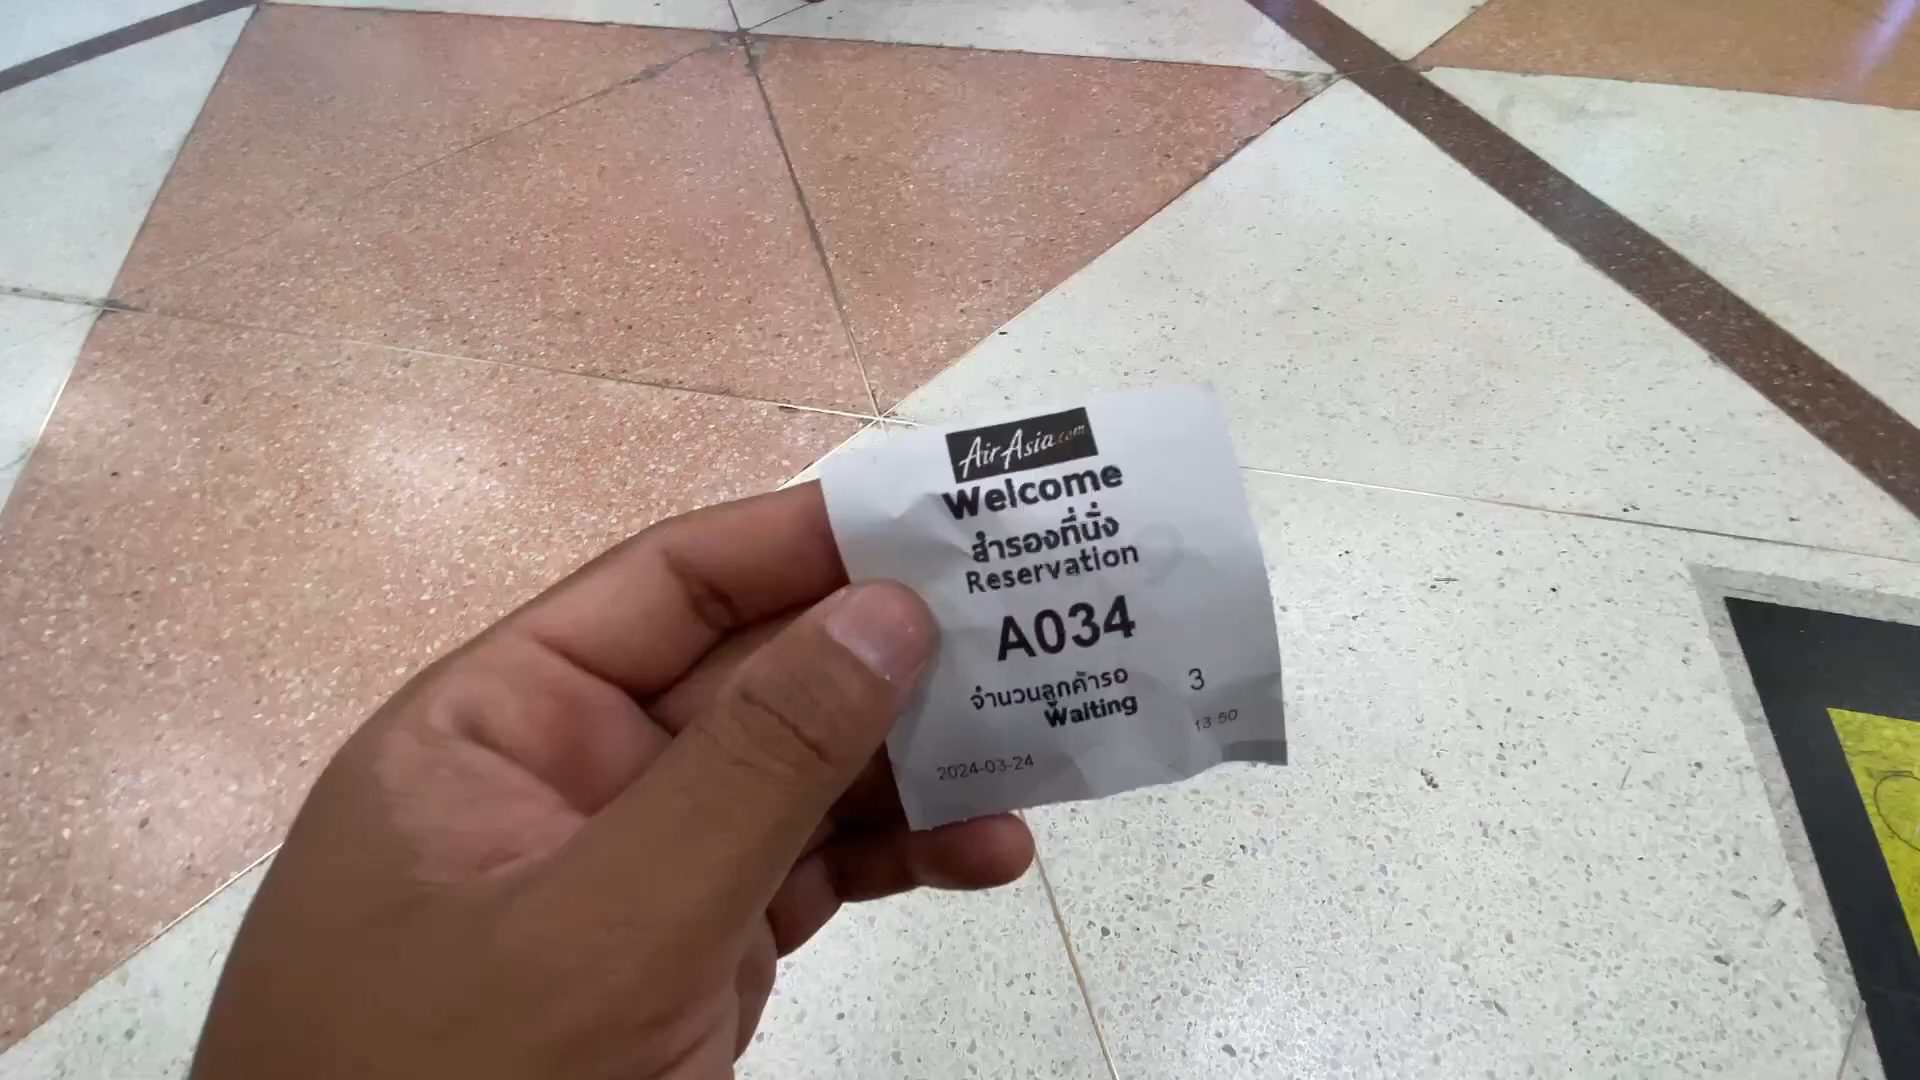 AirAsia.com
Welcome
สำรองที่นั่ง
Reservation
A034
จำนวนลูกค้ารอ 3
Waiting
2024-03-24 13:50